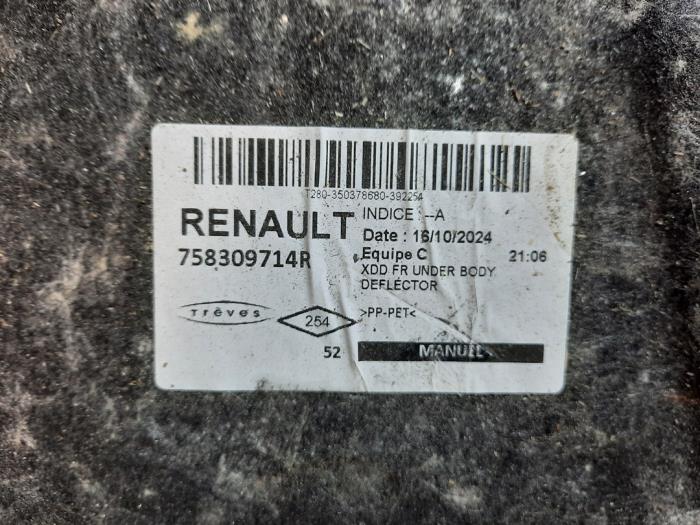 T280-350378680-392254
RENAULT
INDICE :--A
Date : 16/10/2024
758309714R
Equipe C 21:06
XDD FR UNDER BODY
DEFLECTOR
Trèves
254
>PP-PET<
52
MANUEL